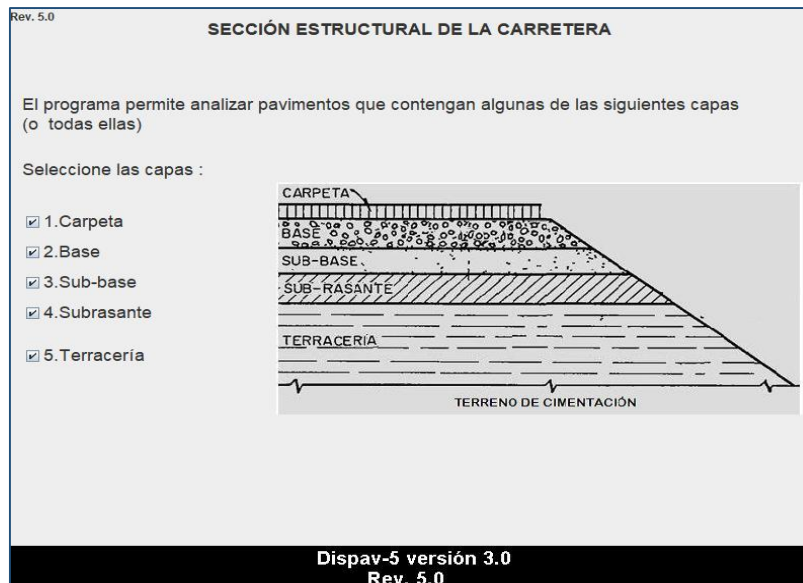 Rev. 5.0
SECCIÓN ESTRUCTURAL DE LA CARRETERA
El programa permite analizar pavimentos que contengan algunas de las siguientes capas
(o todas ellas)
Seleccione las capas :
1.Carpeta
2.Base
3.Sub-base
4.Subrasante
5.Terracería
CARPETA
BASE
SUB-BASE
SUB-RASANTE
TERRACERÍA
TERRENO DE CIMENTACIÓN
Dispav-5 versión 3.0
Rev. 5.0